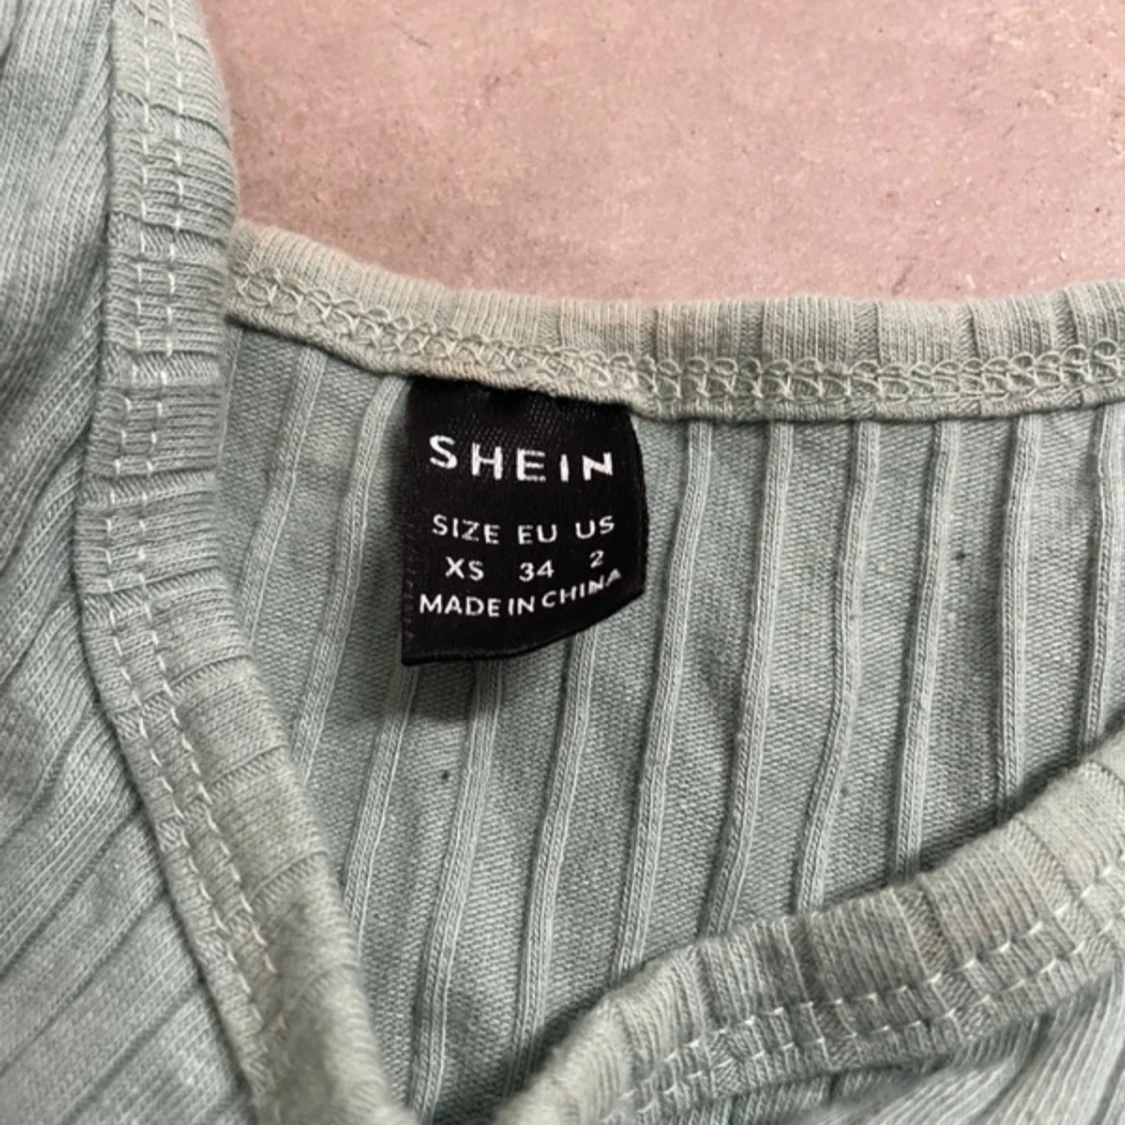 SHEIN
SIZE EU US
XS 34 2
MADE IN CHINA